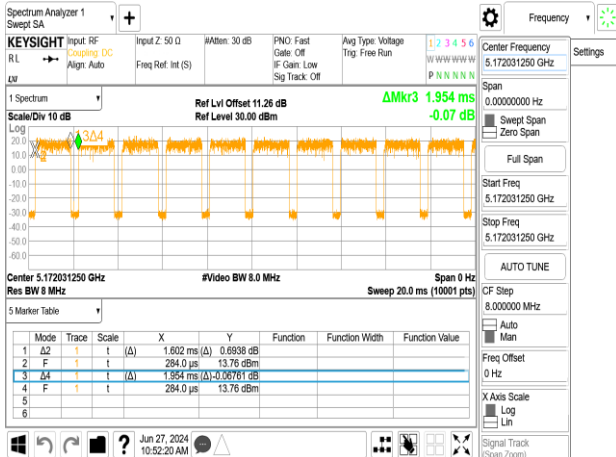 Spectrum Analyzer 1
Swept SA
Frequency
KEYSIGHT
RL
Input: RF
Coupling: DC
Align: Auto
Input Z: 50 Ω
Freq Ref: Int (S)
#Atten: 30 dB
PNO: Fast
Gate: Off
IF Gain: Low
Sig Track: Off
Avg Type: Voltage
Trig: Free Run
1 2 3 4 5 6
W W W W W W
P N N N N N
Center Frequency
5.172031250 GHz
Settings
Span
0.00000000 Hz
Swept Span
Zero Span
Full Span
Start Freq
5.172031250 GHz
Stop Freq
5.172031250 GHz
AUTO TUNE
CF Step
8.000000 MHz
Auto
Man
Freq Offset
0 Hz
X Axis Scale
Log
Lin
Signal Track
(Span Zoom)
1 Spectrum
Scale/Div 10 dB
Ref Lvl Offset 11.26 dB
Ref Level 30.00 dBm
ΔMkr3 1.954 ms
-0.07 dB
Log
20.0
10.0
0.00
-10.0
-20.0
-30.0
-40.0
-50.0
-60.0
3Δ4
Center 5.172031250 GHz
Res BW 8 MHz
#Video BW 8.0 MHz
Span 0 Hz
Sweep 20.0 ms (10001 pts)
5 Marker Table
Mode Trace Scale X Y Function Function Width Function Value
1 Δ2 1 t (Δ) 1.602 ms (Δ) 0.6938 dB
2 F 1 t 284.0 µs 13.76 dBm
3 Δ4 1 t (Δ) 1.954 ms (Δ) -0.06761 dB
4 F 1 t 284.0 µs 13.76 dBm
5
6
?
Jun 27, 2024
10:52:20 AM